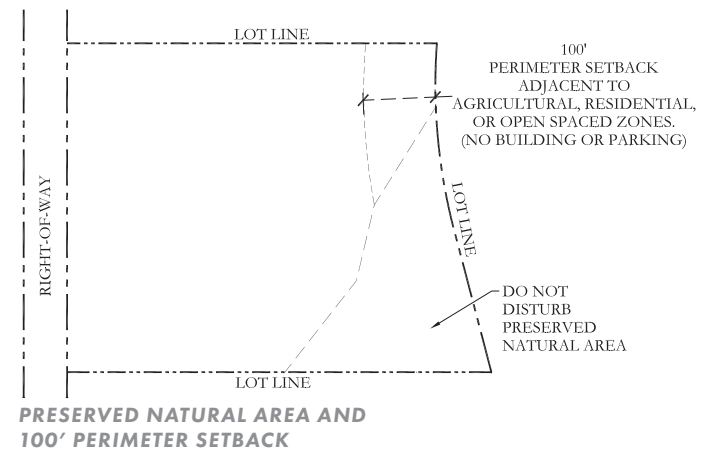 LOT LINE
100'
PERIMETER SETBACK
ADJACENT TO
AGRICULTURAL, RESIDENTIAL,
OR OPEN SPACED ZONES.
(NO BUILDING OR PARKING)
RIGHT-OF-WAY
LOT LINE
DO NOT
DISTURB
PRESERVED
NATURAL AREA
LOT LINE
PRESERVED NATURAL AREA AND
100’ PERIMETER SETBACK